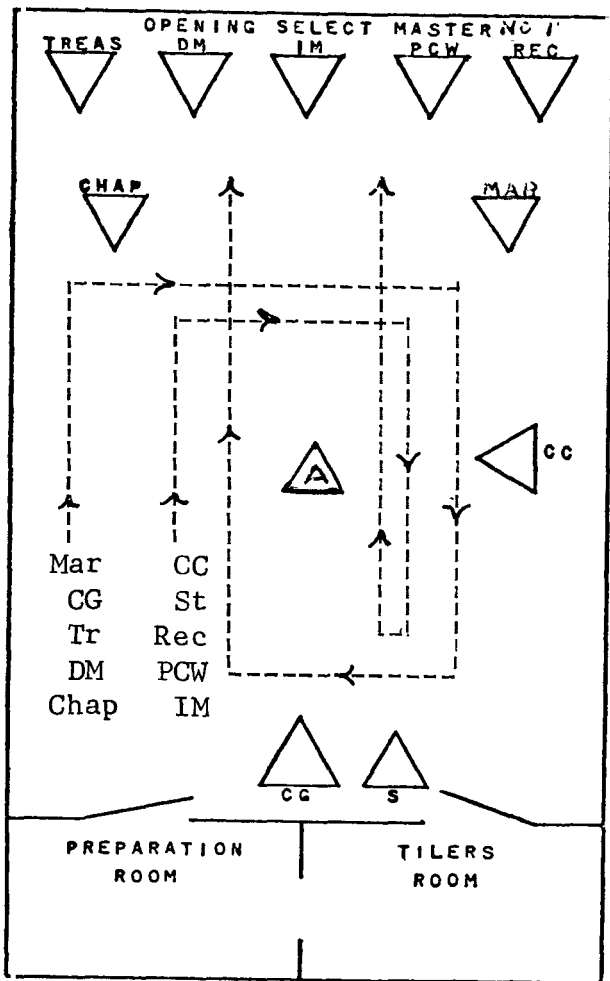 OPENING SELECT MASTER NO 1
TREAS DM IM PCW REC
CHAP MAR
A
CC
Mar CC
CG St
Tr Rec
DM PCW
Chap IM
CG S
PREPARATION TILERS
ROOM ROOM